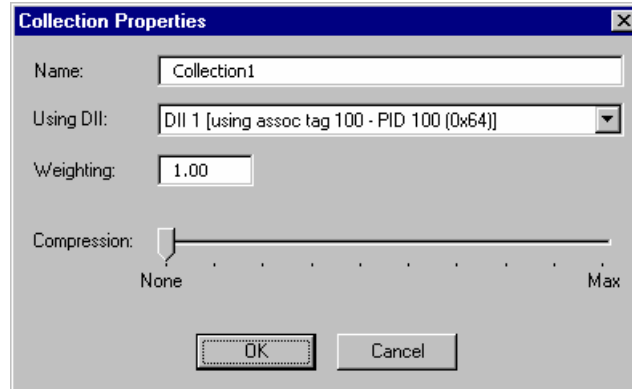 Collection Properties
Name: Collection1
Using DII: DII 1 [using assoc tag 100 - PID 100 (0x64)]
Weighting: 1.00
Compression:
None Max
OK Cancel